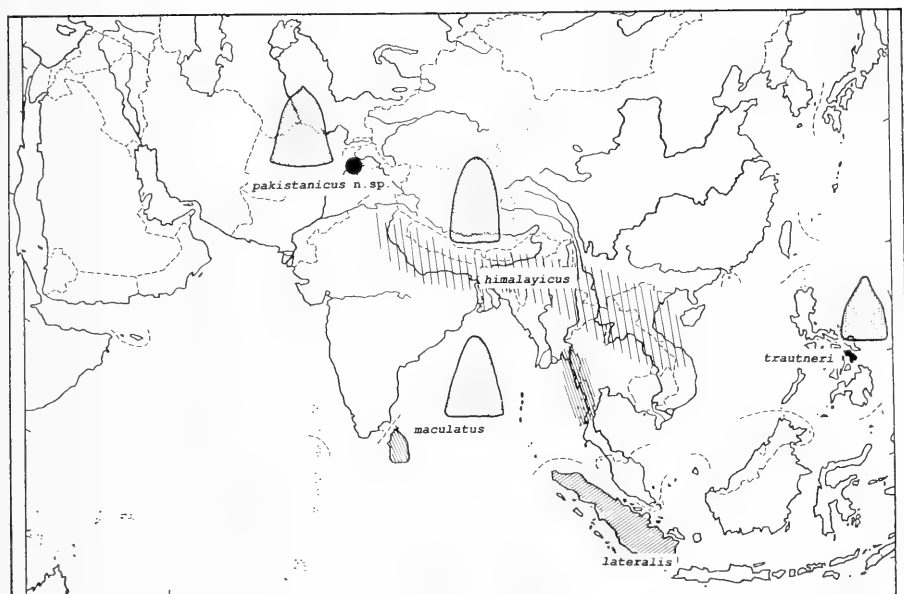 pakistanicus n.sp.
himalayicus
trautneri
maculatus
lateralis